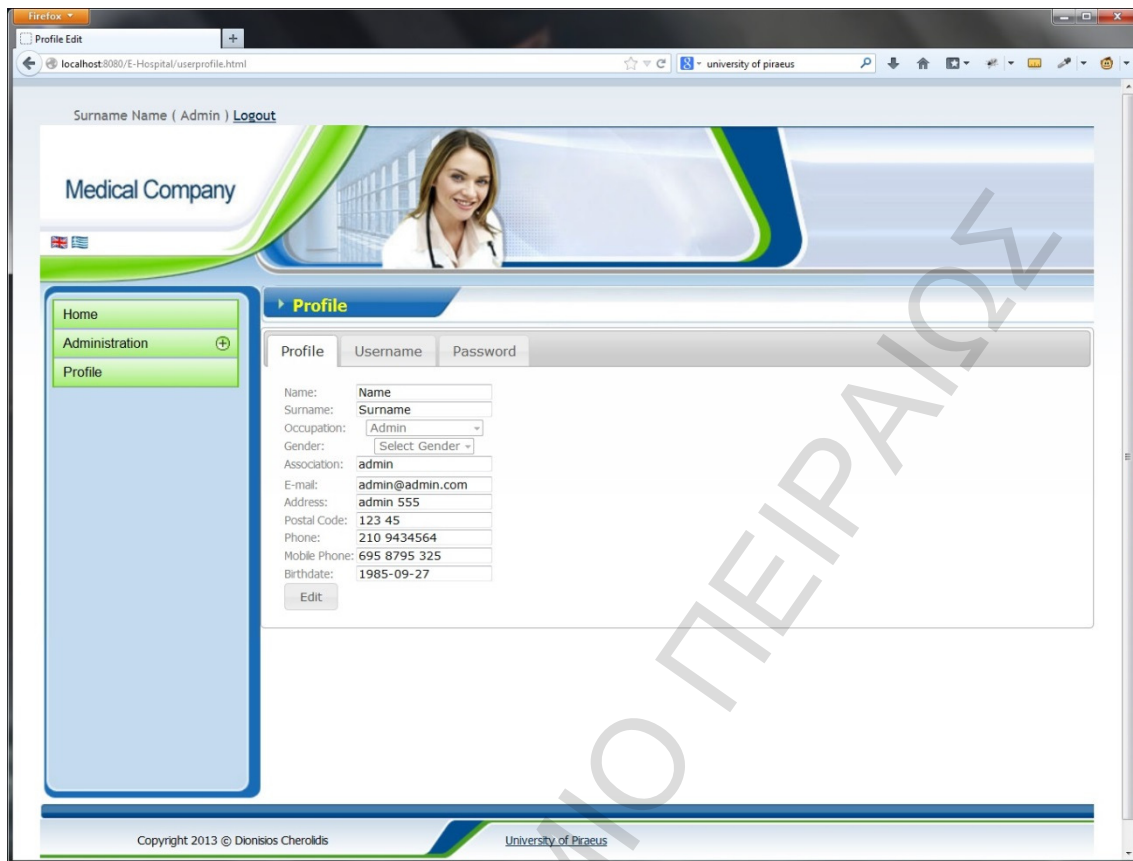 Firefox
Profile Edit
localhost:8080/E-Hospital/userprofile.html
university of piraeus
Surname Name ( Admin ) Logout
Medical Company
Home
Administration
Profile
Profile
Profile Username Password
Name: Name
Surname: Surname
Occupation: Admin
Gender: Select Gender
Association: admin
E-mail: admin@admin.com
Address: admin 555
Postal Code: 123 45
Phone: 210 9434564
Mobile Phone: 695 8795 325
Birthdate: 1985-09-27
Edit
Copyright 2013 © Dionisios Cherolidis
University of Piraeus
ΜΙΟ ΠΕΙΡΑΙΩΣ